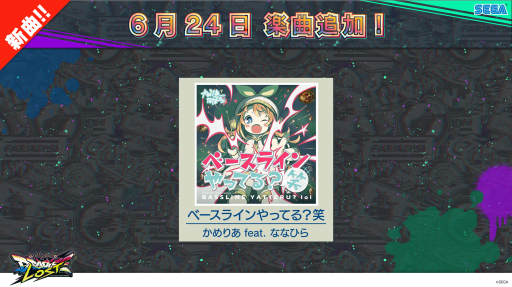 新曲!!
6月24日 楽曲追加!
SEGA
ベースライン
やってるか笑
BASSLINE YATTERU? lol
ベースラインやってる?笑
かめりあ feat. ななひら
LOST
©SEGA